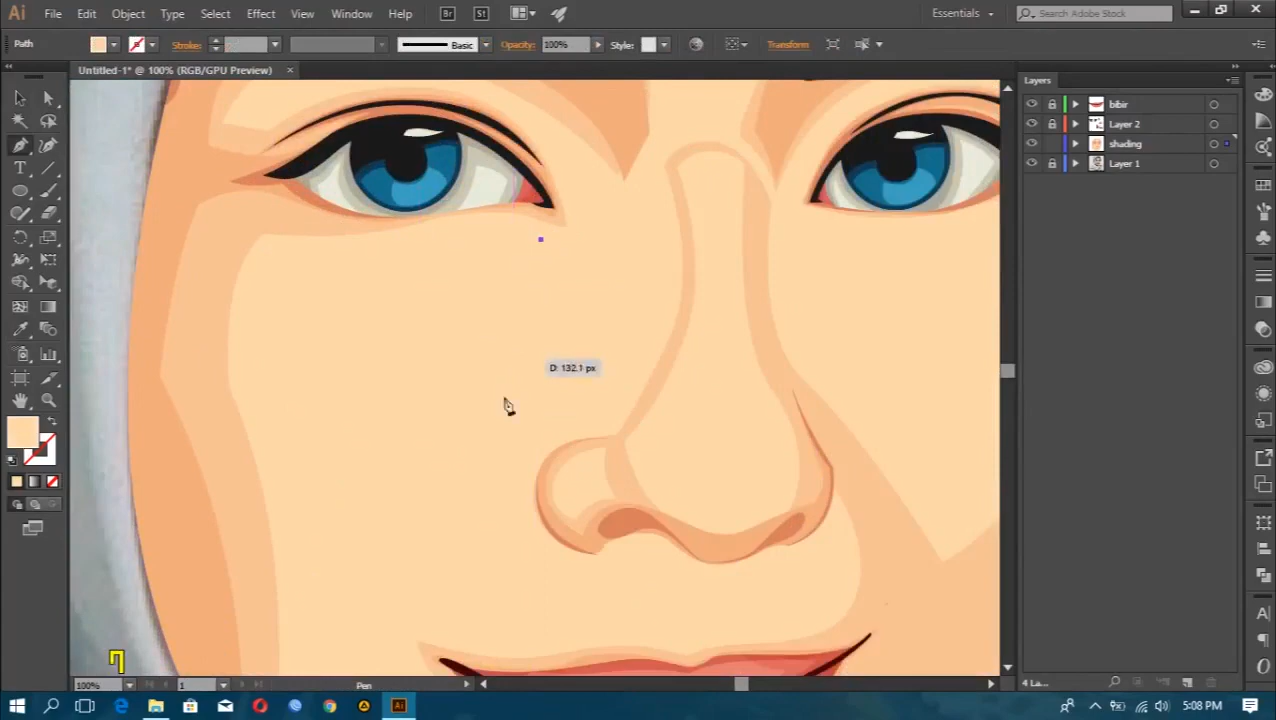 Ai File Edit Object Type Select Effect View Window Help Br St Essentials Search Adobe Stock
Path Stroke: Basic Opacity: 100% Style: Transform
Untitled-1* @ 100% (RGB/GPU Preview)
Layers
bibir
Layer 2
shading
Layer 1
D: 132.1 px
100% 1 Pen 4 La...
Ai 5:08 PM